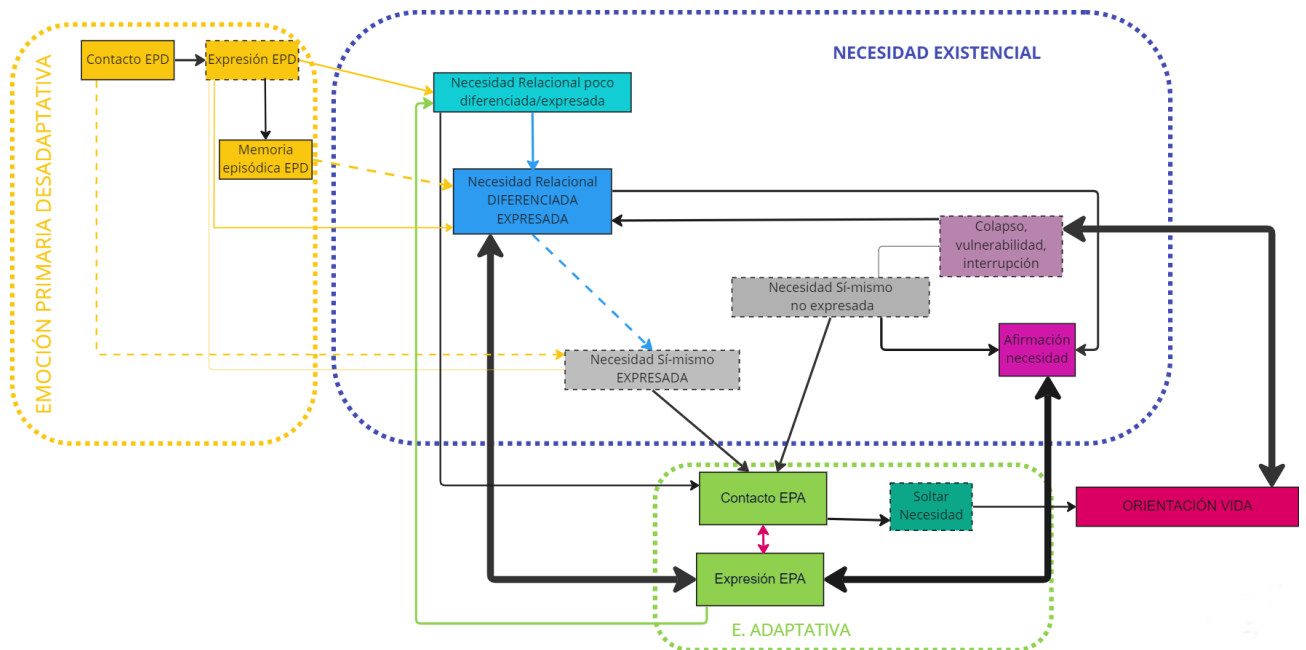 NECESIDAD EXISTENCIAL
EMOCIÓN PRIMARIA DESADAPTATIVA
Contacto EPD
Expresión EPD
Memoria
episódica EPD
Necesidad Relacional poco
diferenciada/expresada
Necesidad Relacional
DIFERENCIADA
EXPRESADA
Colapso,
vulnerabilidad,
interrupción
Necesidad Sí-mismo
no expresada
Afirmación
necesidad
Necesidad Sí-mismo
EXPRESADA
Contacto EPA
Soltar
Necesidad
ORIENTACIÓN VIDA
Expresión EPA
E. ADAPTATIVA